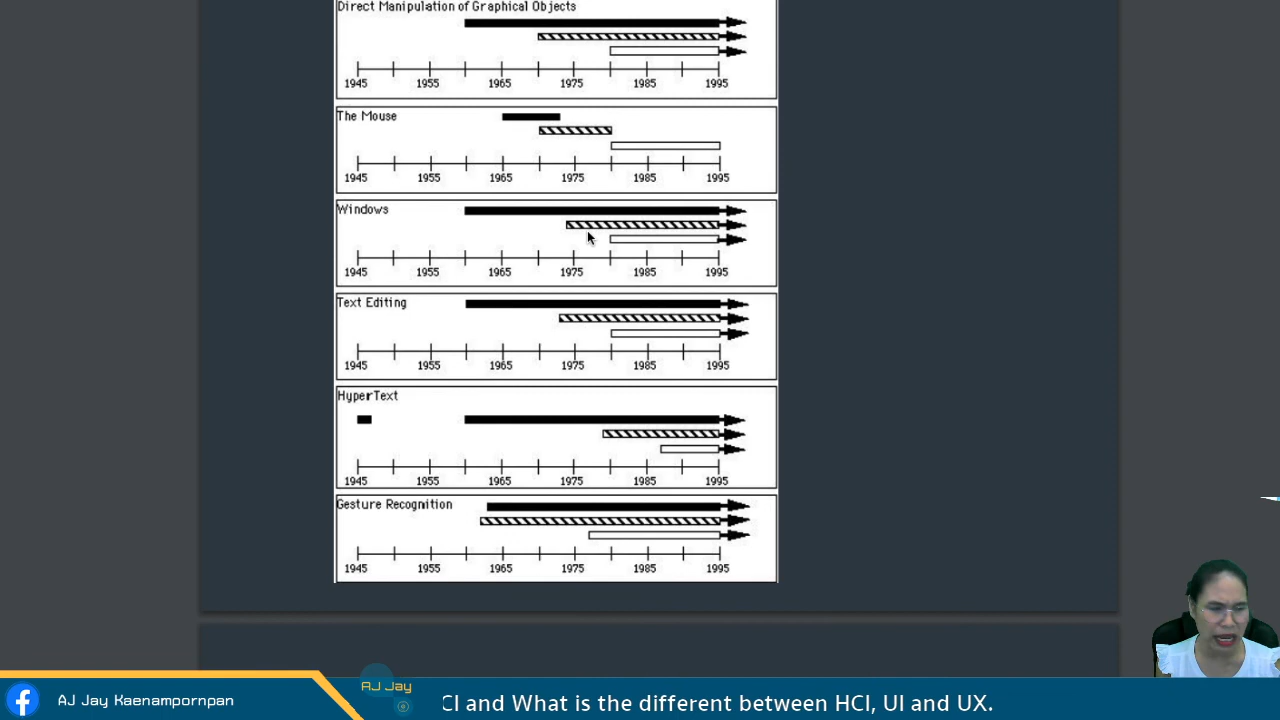 Direct Manipulation of Graphical Objects
1945 1955 1965 1975 1985 1995
The Mouse
1945 1955 1965 1975 1985 1995
Windows
1945 1955 1965 1975 1985 1995
Text Editing
1945 1955 1965 1975 1985 1995
HyperText
1945 1955 1965 1975 1985 1995
Gesture Recognition
1945 1955 1965 1975 1985 1995
AJ Jay Kaenampornpan
AJ Jay
CI and What is the different between HCI, UI and UX.